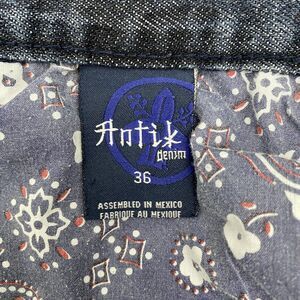 Antik
denim
36
ASSEMBLED IN MEXICO
FABRIQUE AU MEXIQUE